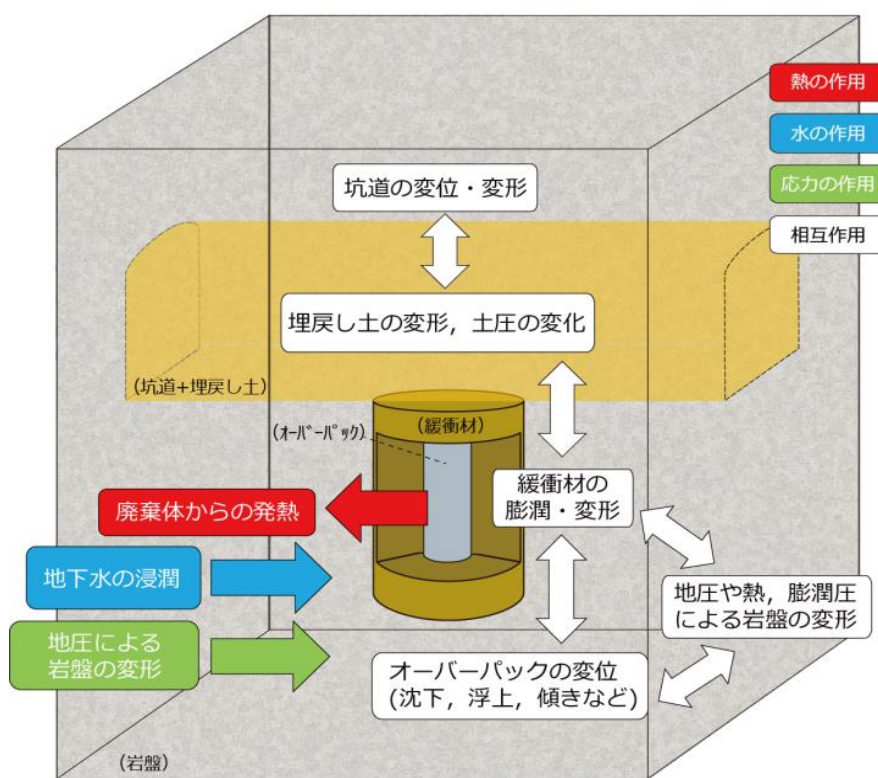 熱の作用
水の作用
応力の作用
相互作用
坑道の変位・変形
埋戻し土の変形，土圧の変化
(坑道+埋戻し土)
(ｵｰﾊﾞｰﾊﾟｯｸ)
(緩衝材)
緩衝材の
膨潤・変形
廃棄体からの発熱
地下水の浸潤
地圧による
岩盤の変形
地圧や熱，膨潤圧
による岩盤の変形
オーバーパックの変位
(沈下，浮上，傾きなど)
(岩盤)